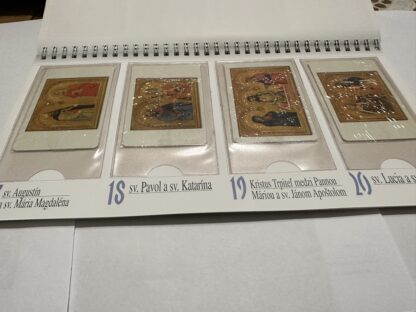 sv. Augustín
a sv. Mária Magdaléna
18 sv. Pavol a sv. Katarína
19 Kristus Trpiteľ medzi Pannou
Máriou a sv. Jánom Apoštolom
20 sv. Lucia a